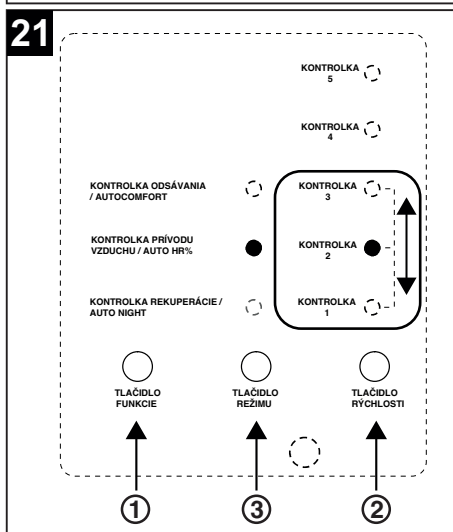 21
KONTROLKA
5
KONTROLKA
4
KONTROLKA ODSÁVANIA
/ AUTOCOMFORT
KONTROLKA
3
KONTROLKA PRÍVODU
VZDUCHU / AUTO HR%
KONTROLKA
2
KONTROLKA REKUPERÁCIE /
AUTO NIGHT
KONTROLKA
1
TLAČIDLO
FUNKCIE
TLAČIDLO
REŽIMU
TLAČIDLO
RÝCHLOSTI
1
3
2